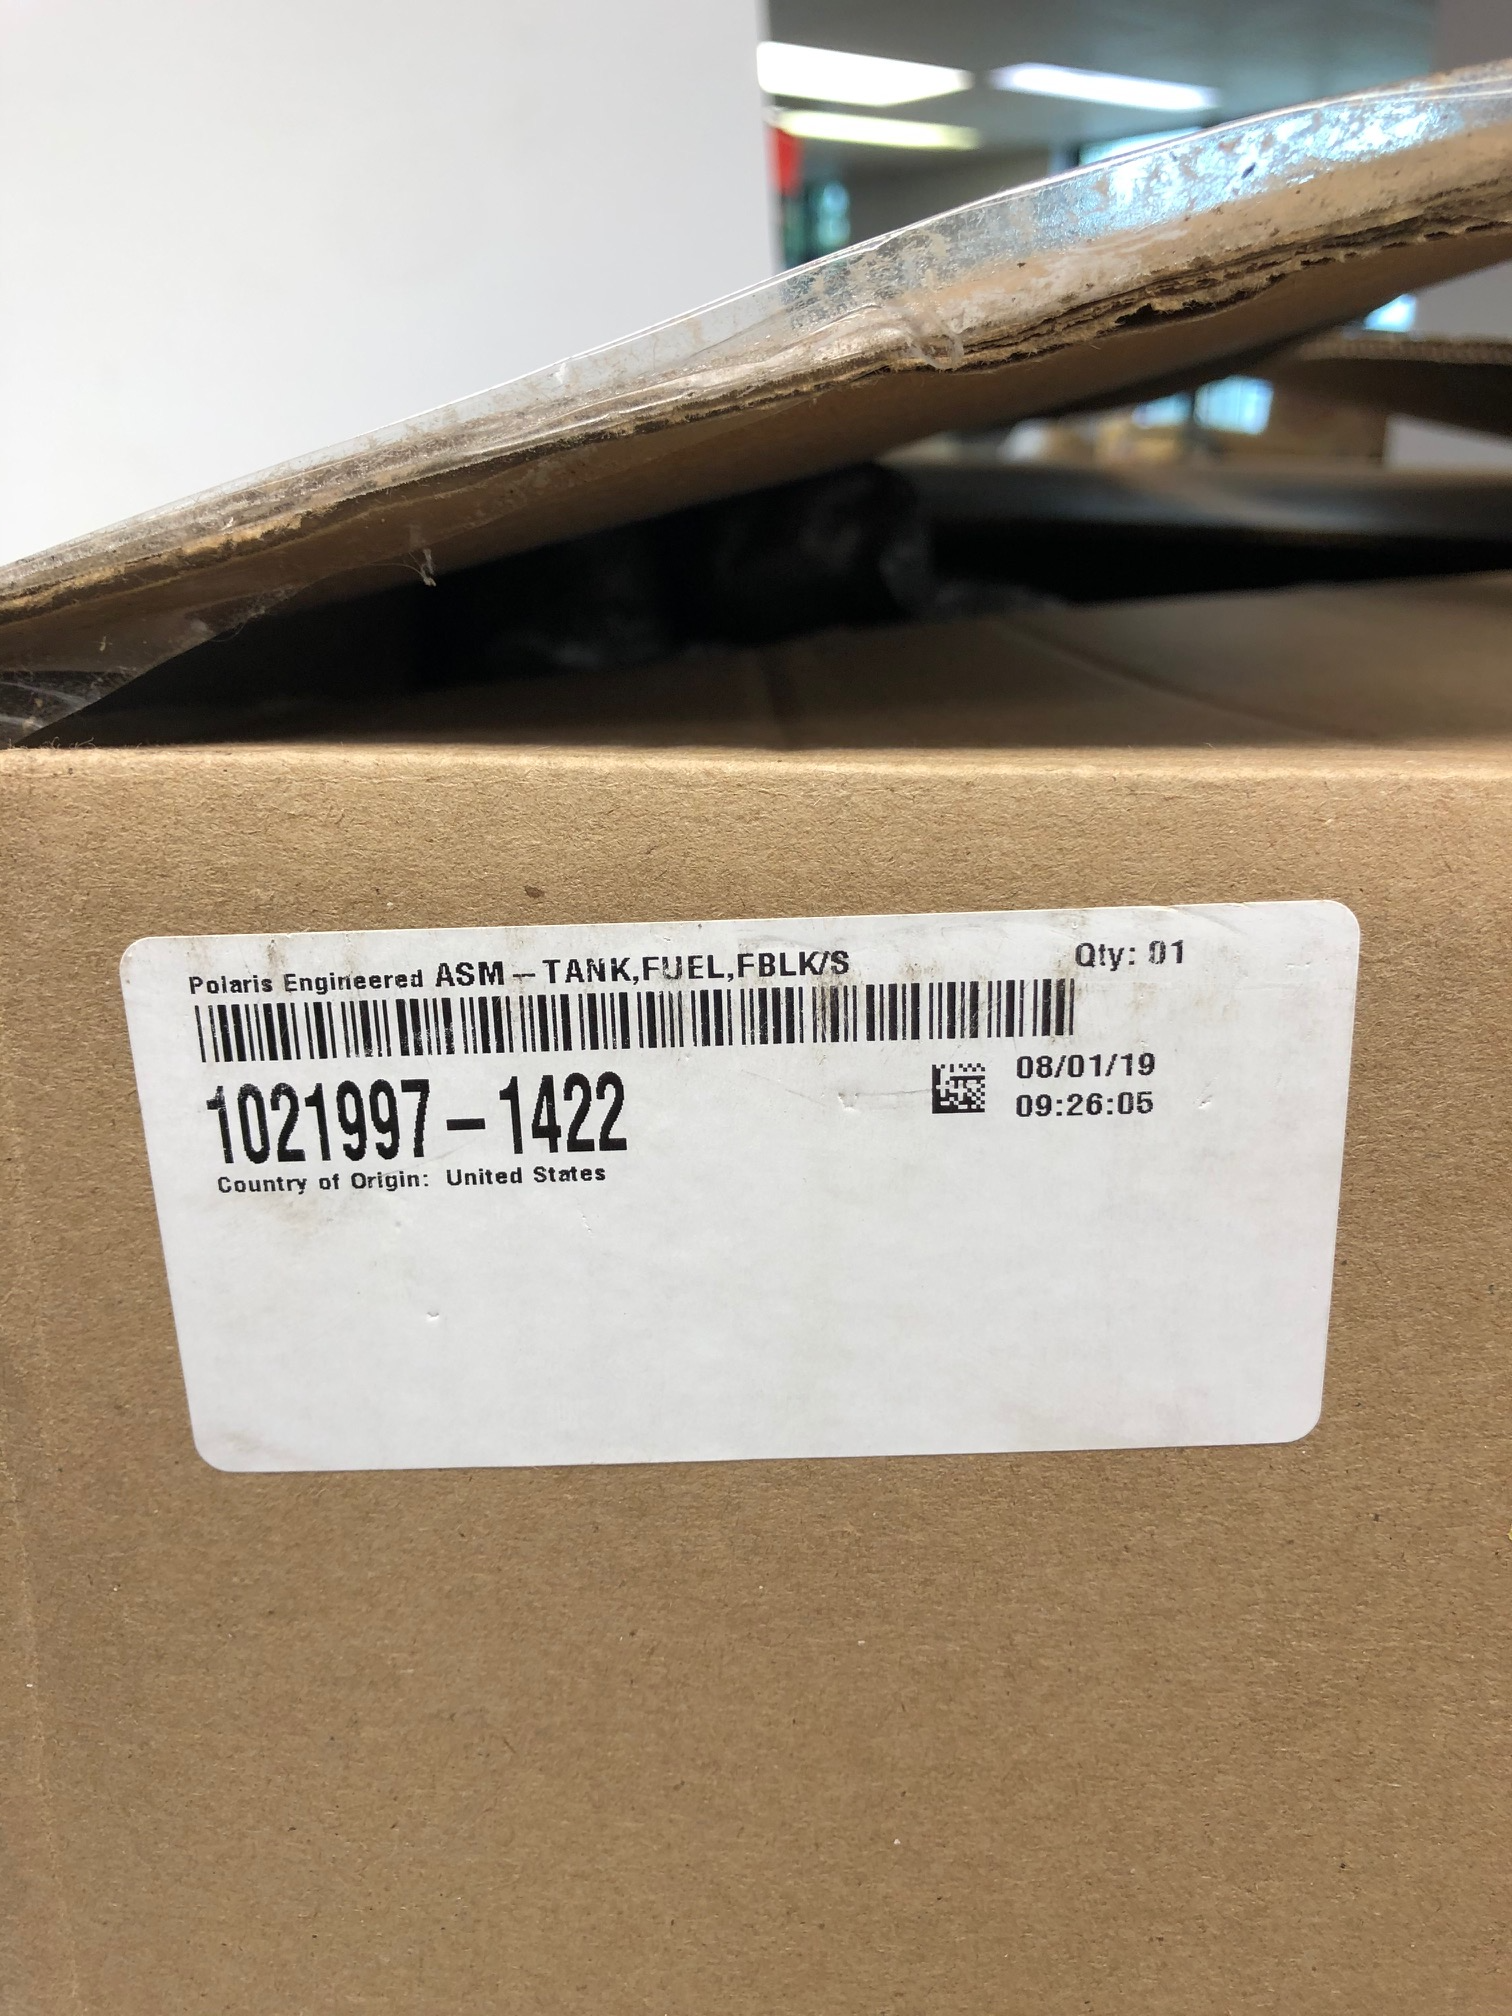 Polaris Engineered ASM-TANK,FUEL,FBLK/S Qty: 01
08/01/19
09:26:05
1021997-1422
Country of Origin: United States